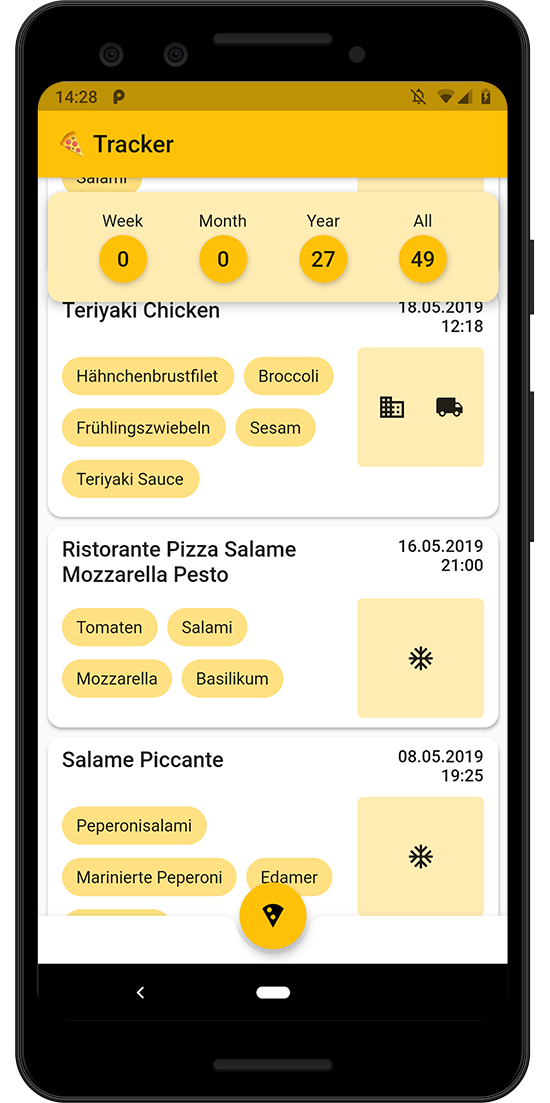 14:28
Tracker
Salami
Week Month Year All
0 0 27 49
Teriyaki Chicken
18.05.2019
12:18
Hähnchenbrustfilet Broccoli
Frühlingszwiebeln Sesam
Teriyaki Sauce
Ristorante Pizza Salame
Mozzarella Pesto
16.05.2019
21:00
Tomaten Salami
Mozzarella Basilikum
Salame Piccante
08.05.2019
19:25
Peperonisalami
Marinierte Peperoni Edamer